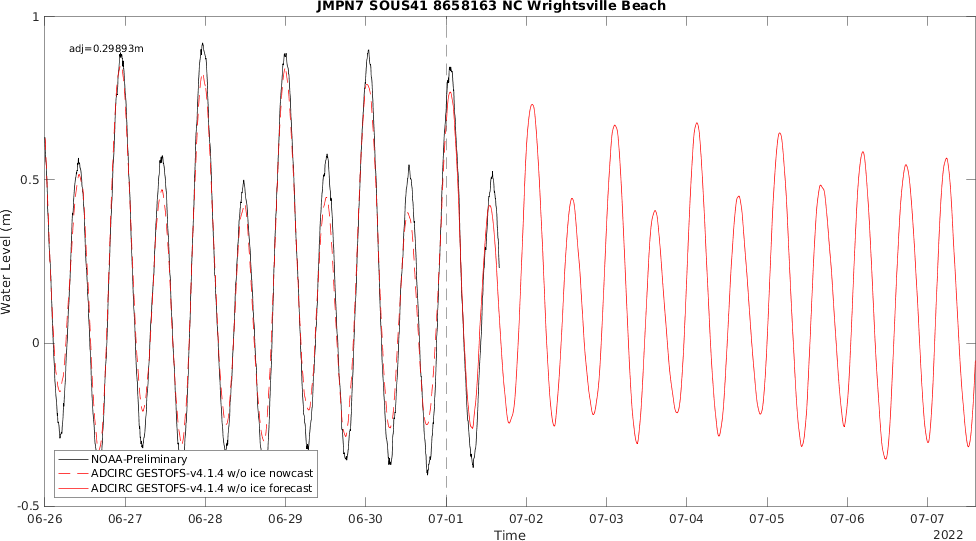 JMPN7 SOUS41 8658163 NC Wrightsville Beach
1
adj=0.29893m
0.5
Water Level (m)
0
NOAA-Preliminary
ADCIRC GESTOFS-v4.1.4 w/o ice nowcast
ADCIRC GESTOFS-v4.1.4 w/o ice forecast
-0.5
06-26 06-27 06-28 06-29 06-30 07-01 07-02 07-03 07-04 07-05 07-06 07-07
Time
2022